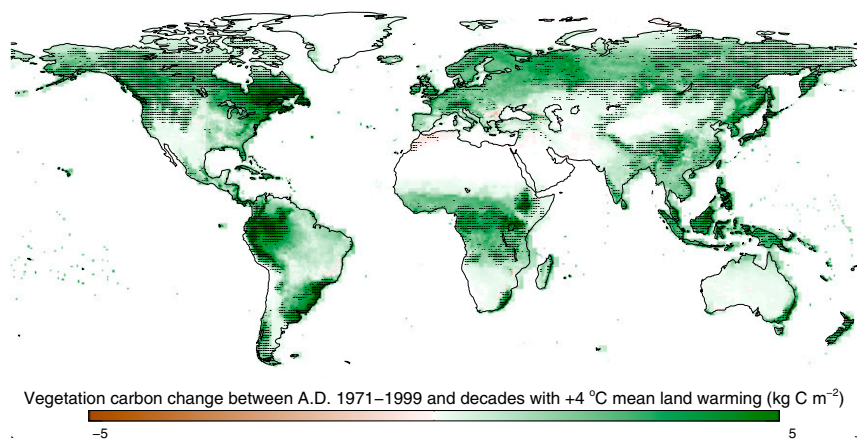 Vegetation carbon change between A.D. 1971–1999 and decades with +4 °C mean land warming (kg C m⁻²)
−5 5